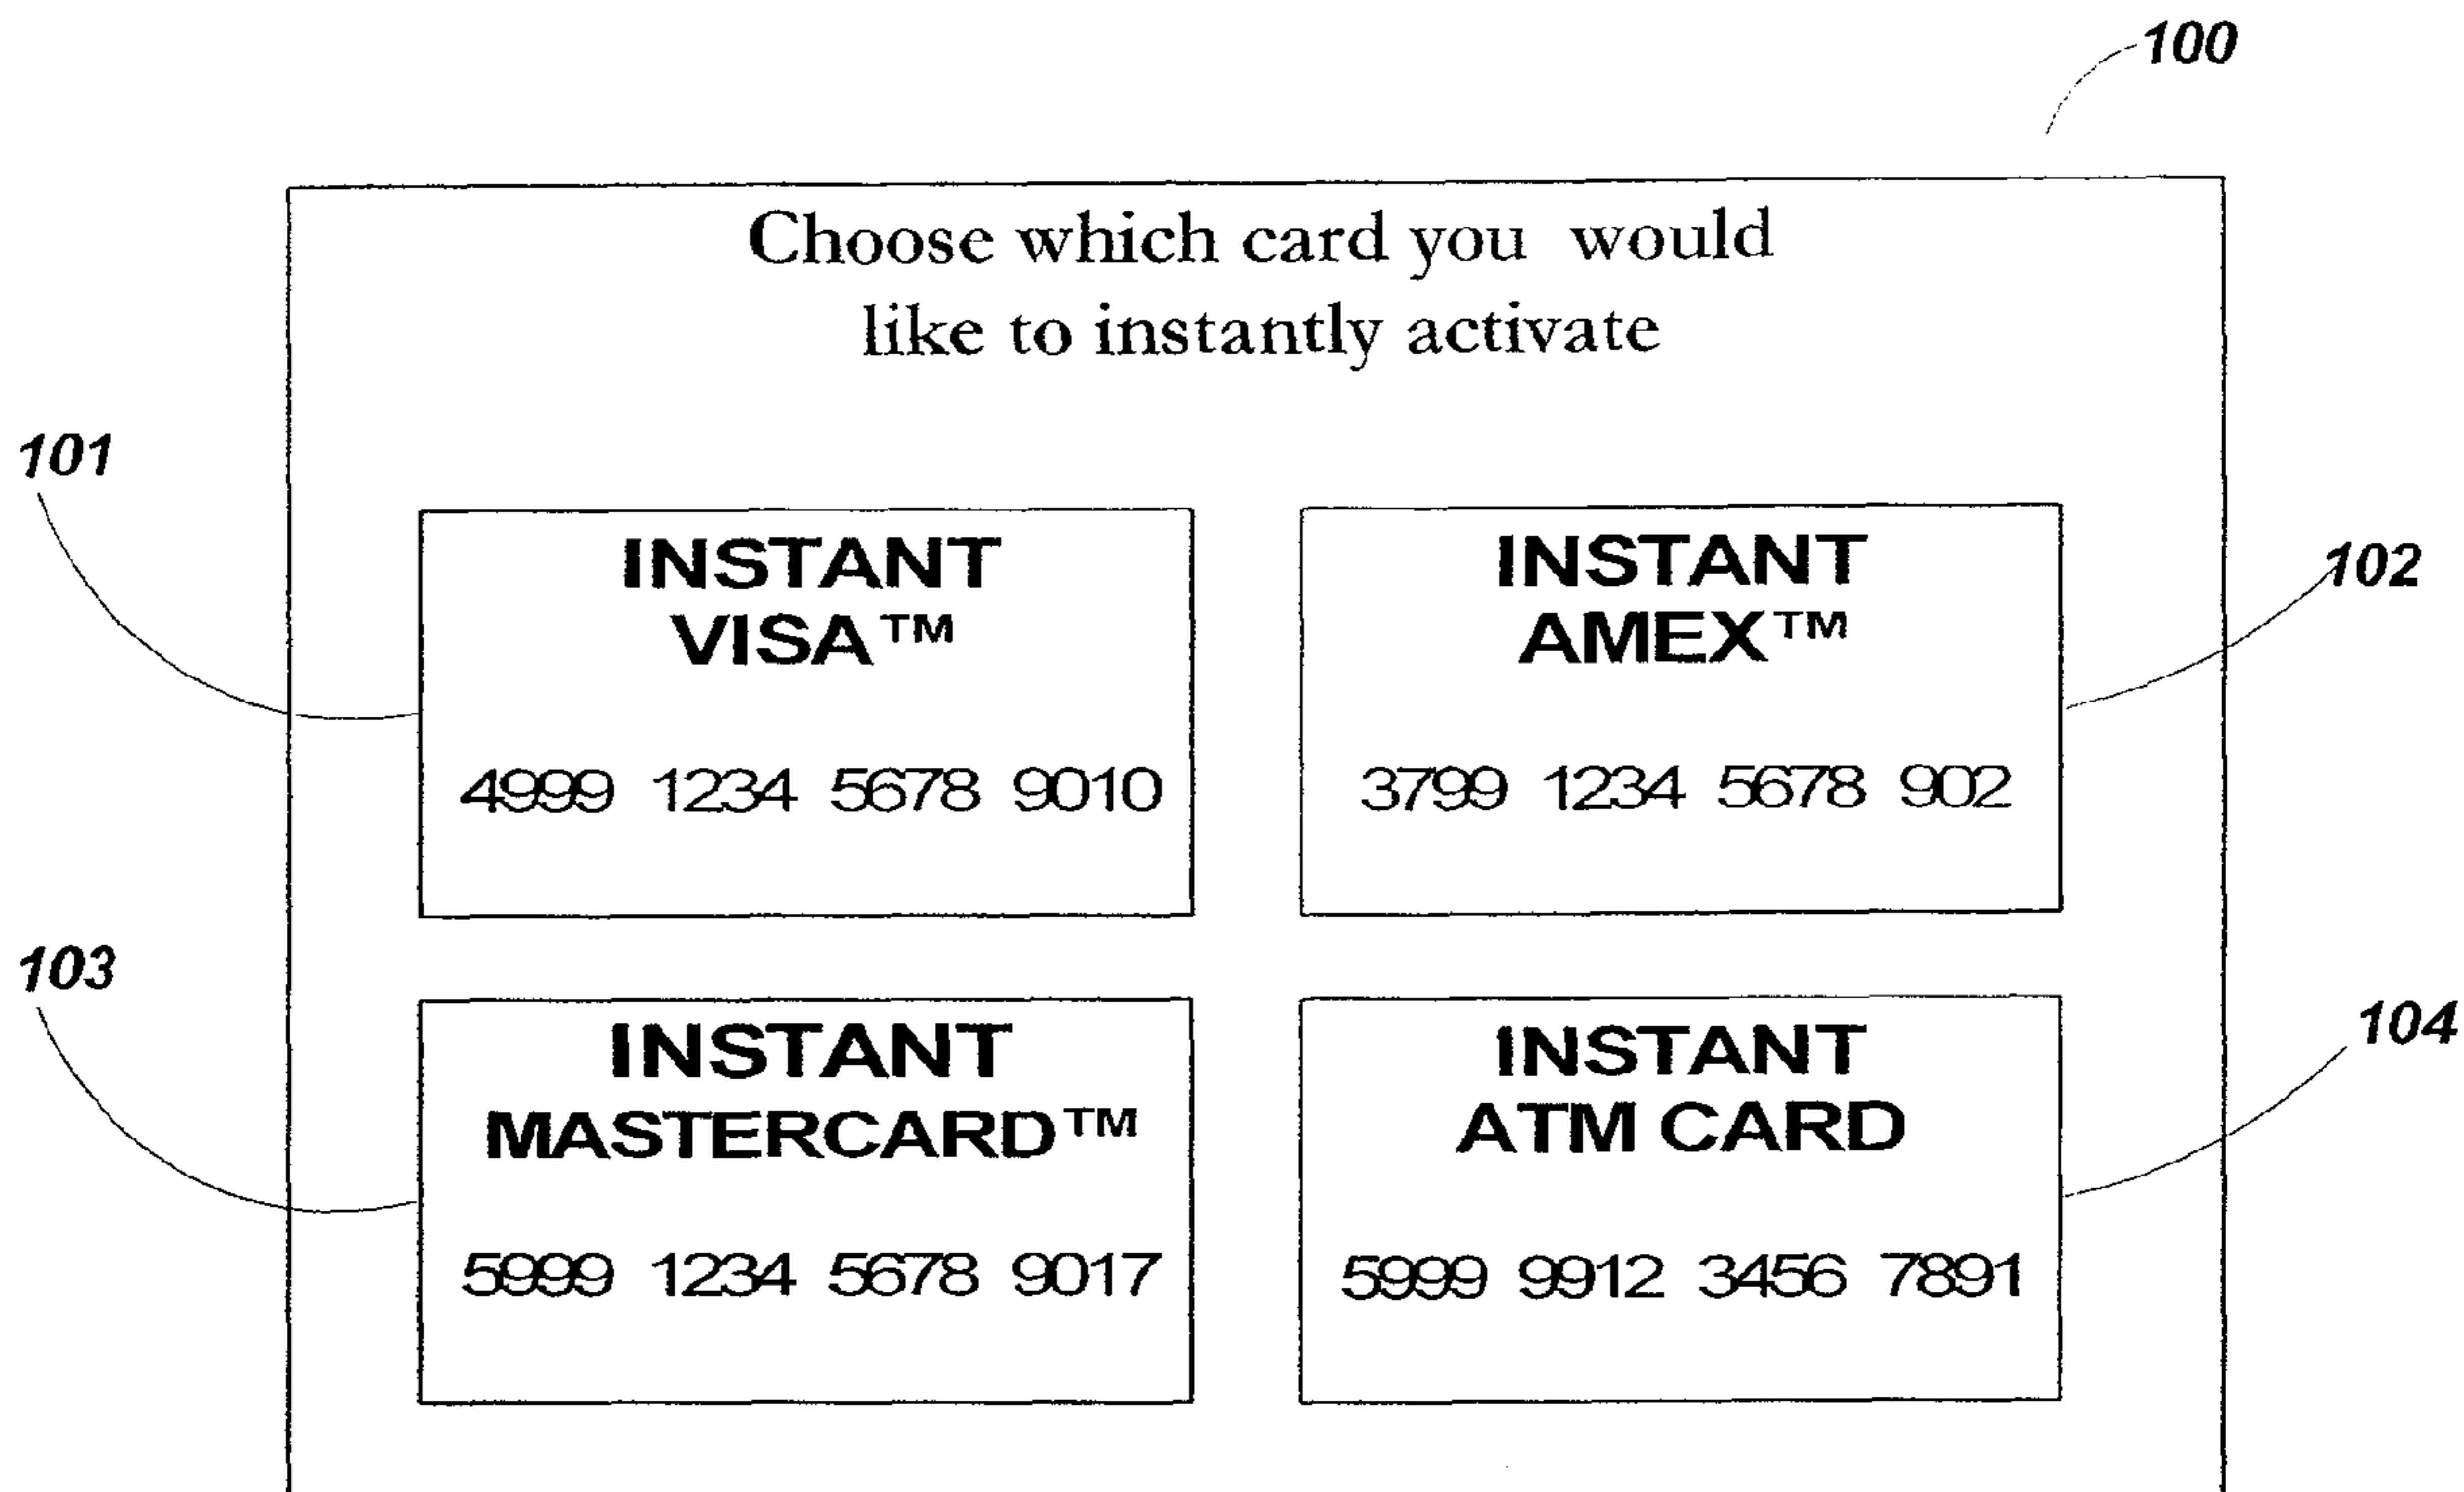 100
Choose which card you would
like to instantly activate
101
102
INSTANT
VISA™
4999 1234 5678 9010
INSTANT
AMEX™
3799 1234 5678 902
103
104
INSTANT
MASTERCARD™
5999 1234 5678 9017
INSTANT
ATM CARD
5999 9912 3456 7891